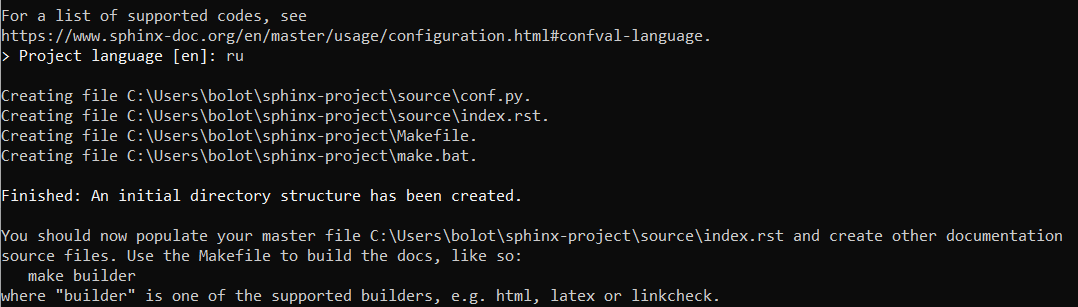 For a list of supported codes, see
https://www.sphinx-doc.org/en/master/usage/configuration.html#confval-language.
> Project language [en]: ru
Creating file C:\Users\bolot\sphinx-project\source\conf.py.
Creating file C:\Users\bolot\sphinx-project\source\index.rst.
Creating file C:\Users\bolot\sphinx-project\Makefile.
Creating file C:\Users\bolot\sphinx-project\make.bat.
Finished: An initial directory structure has been created.
You should now populate your master file C:\Users\bolot\sphinx-project\source\index.rst and create other documentation
source files. Use the Makefile to build the docs, like so:
   make builder
where "builder" is one of the supported builders, e.g. html, latex or linkcheck.